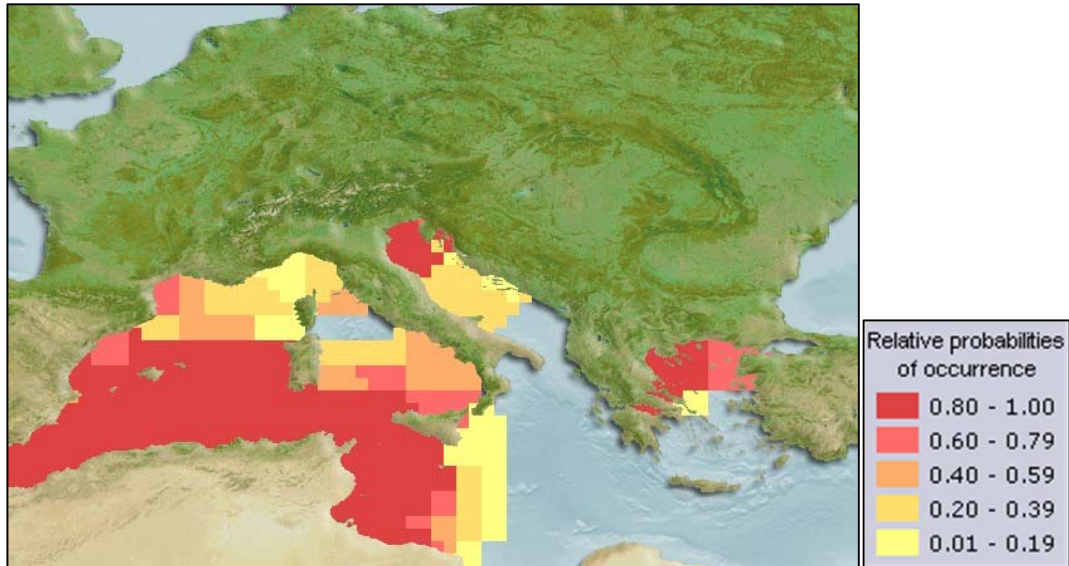 Relative probabilities
of occurrence
0.80 - 1.00
0.60 - 0.79
0.40 - 0.59
0.20 - 0.39
0.01 - 0.19